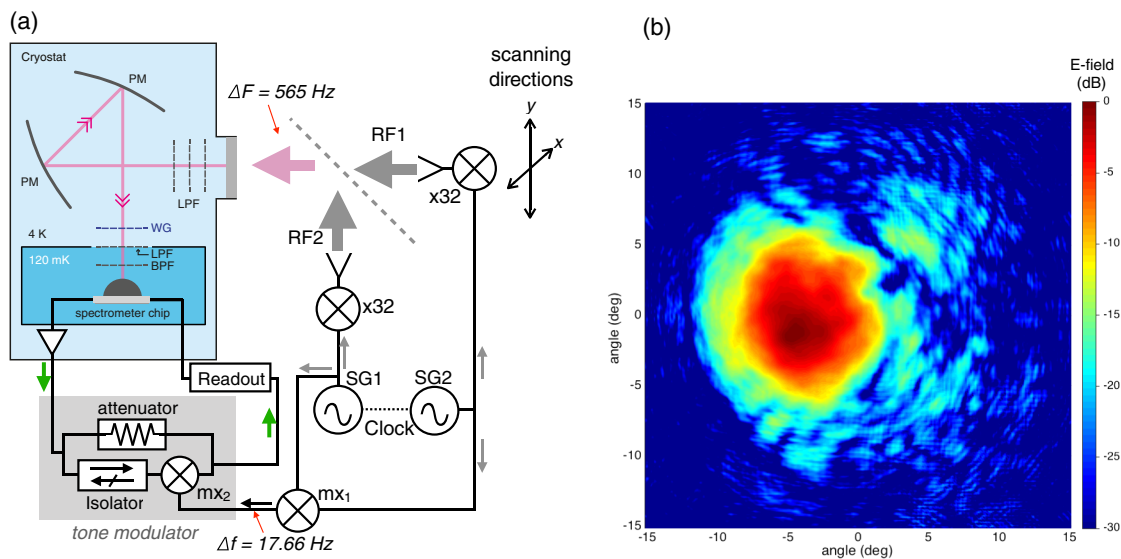 (a)
Cryostat
PM
PM
LPF
ΔF = 565 Hz
RF1
x32
scanning
directions
y
x
RF2
x32
WG
4 K
LPF
120 mK
BPF
spectrometer chip
Readout
SG1
SG2
Clock
attenuator
Isolator
mx2
mx1
tone modulator
Δf = 17.66 Hz
(b)
E-field
(dB)
15
10
5
0
-5
-10
-15
angle (deg)
-15
-10
-5
0
5
10
15
angle (deg)
0
-5
-10
-15
-20
-25
-30